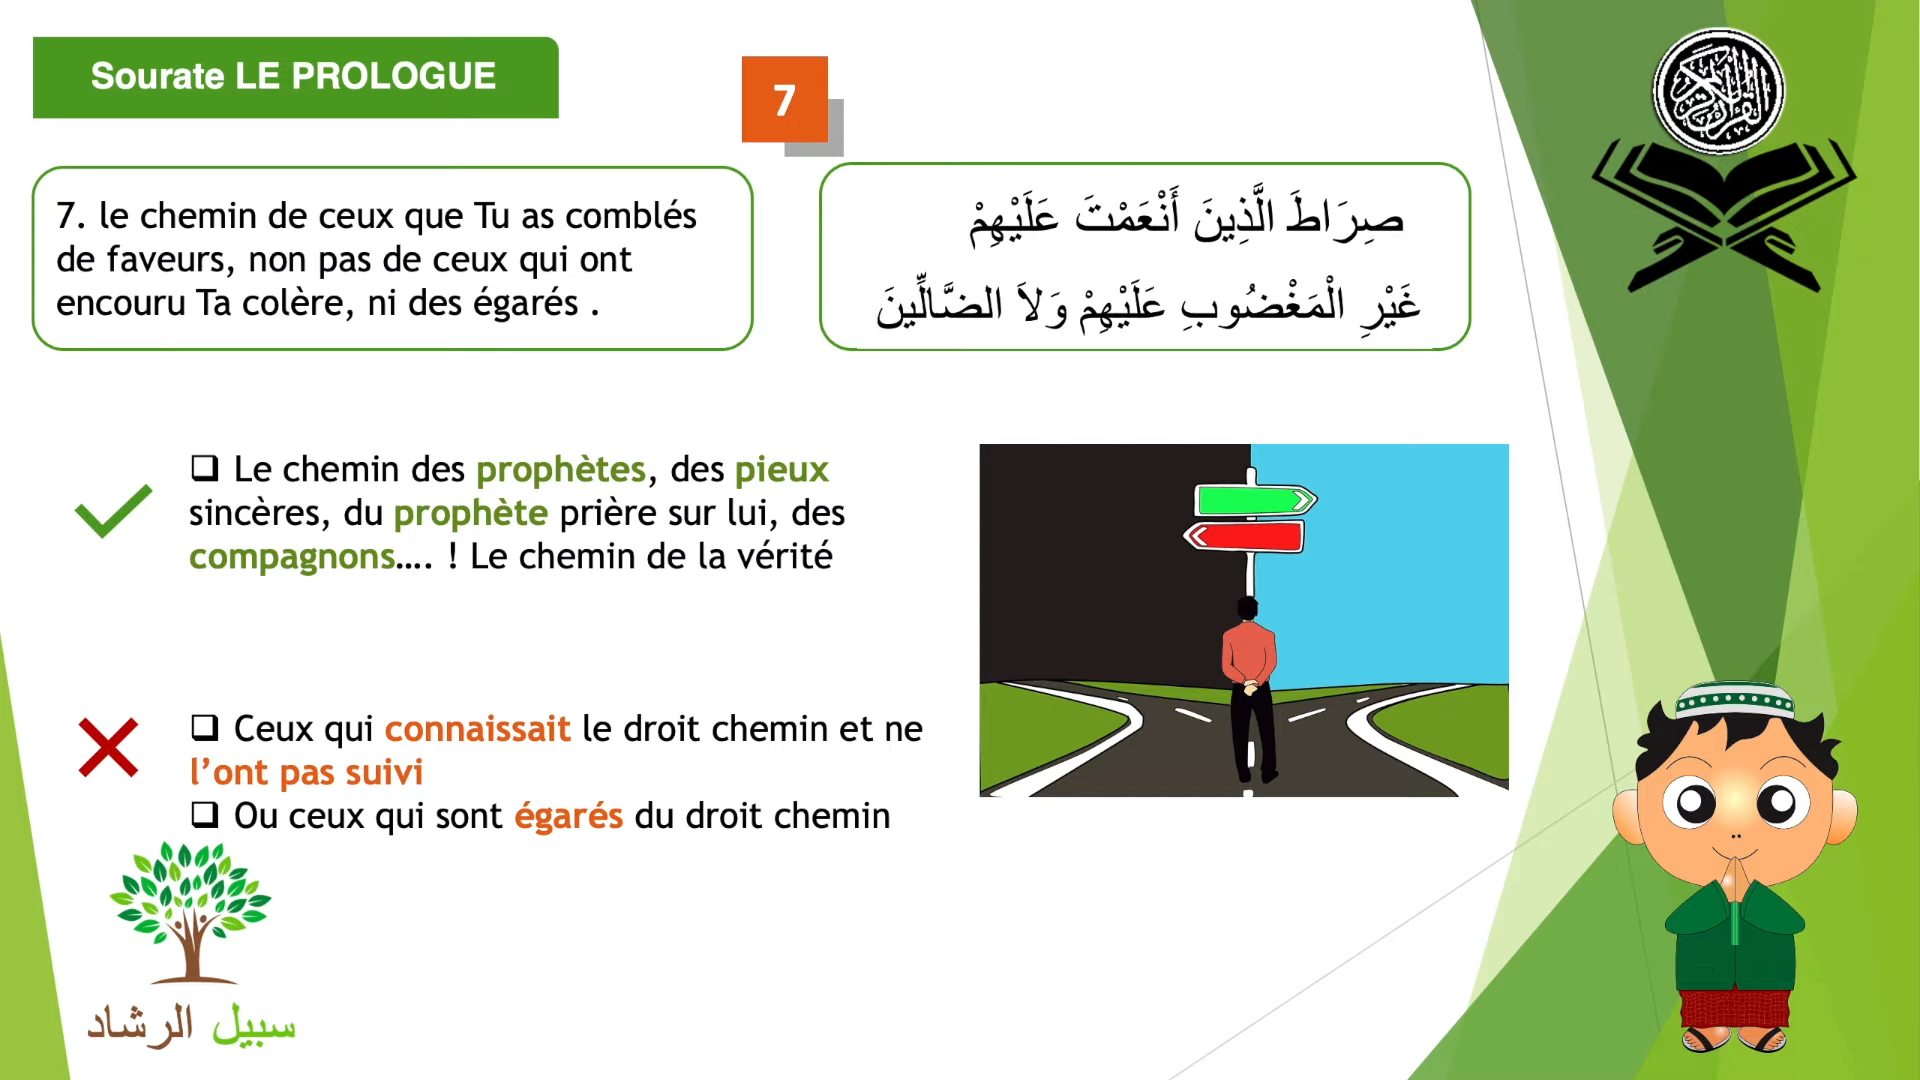 Sourate LE PROLOGUE
7
7. le chemin de ceux que Tu as comblés
de faveurs, non pas de ceux qui ont
encouru Ta colère, ni des égarés .
صِرَاطَ الَّذِينَ أَنْعَمْتَ عَلَيْهِمْ
غَيْرِ الْمَغْضُوبِ عَلَيْهِمْ وَلاَ الضَّالِّينَ
❑ Le chemin des prophètes, des pieux
sincères, du prophète prière sur lui, des
compagnons…. ! Le chemin de la vérité
❑ Ceux qui connaissait le droit chemin et ne
l’ont pas suivi
❑ Ou ceux qui sont égarés du droit chemin
سبيل الرشاد
القرآن الكريم